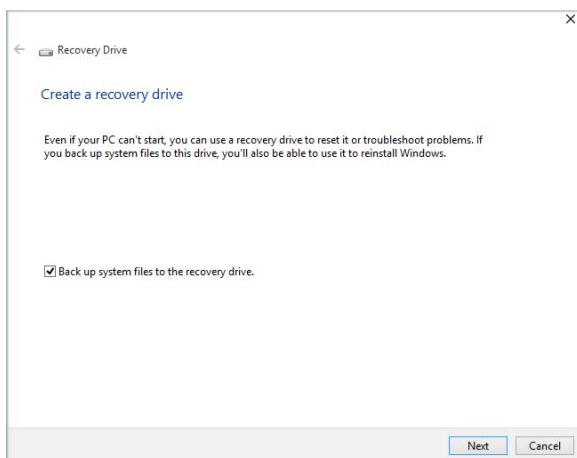 Recovery Drive
Create a recovery drive
Even if your PC can't start, you can use a recovery drive to reset it or troubleshoot problems. If
you back up system files to this drive, you'll also be able to use it to reinstall Windows.
Back up system files to the recovery drive.
Next Cancel